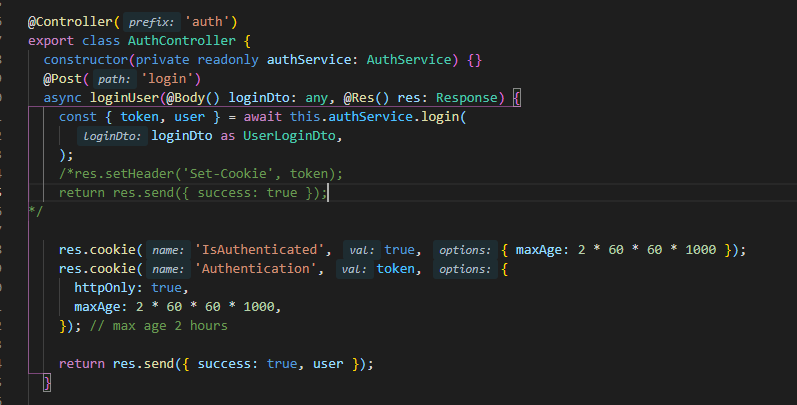 @Controller( prefix: 'auth')
export class AuthController {
constructor(private readonly authService: AuthService) {}
@Post( path: 'login')
async loginUser(@Body() loginDto: any, @Res() res: Response) {
const { token, user } = await this.authService.login(
loginDto: loginDto as UserLoginDto,
);
/*res.setHeader('Set-Cookie', token);
return res.send({ success: true });
*/
res.cookie( name: 'IsAuthenticated', val: true, options: { maxAge: 2 * 60 * 60 * 1000 });
res.cookie( name: 'Authentication', val: token, options: {
httpOnly: true,
maxAge: 2 * 60 * 60 * 1000,
}); // max age 2 hours
return res.send({ success: true, user });
}